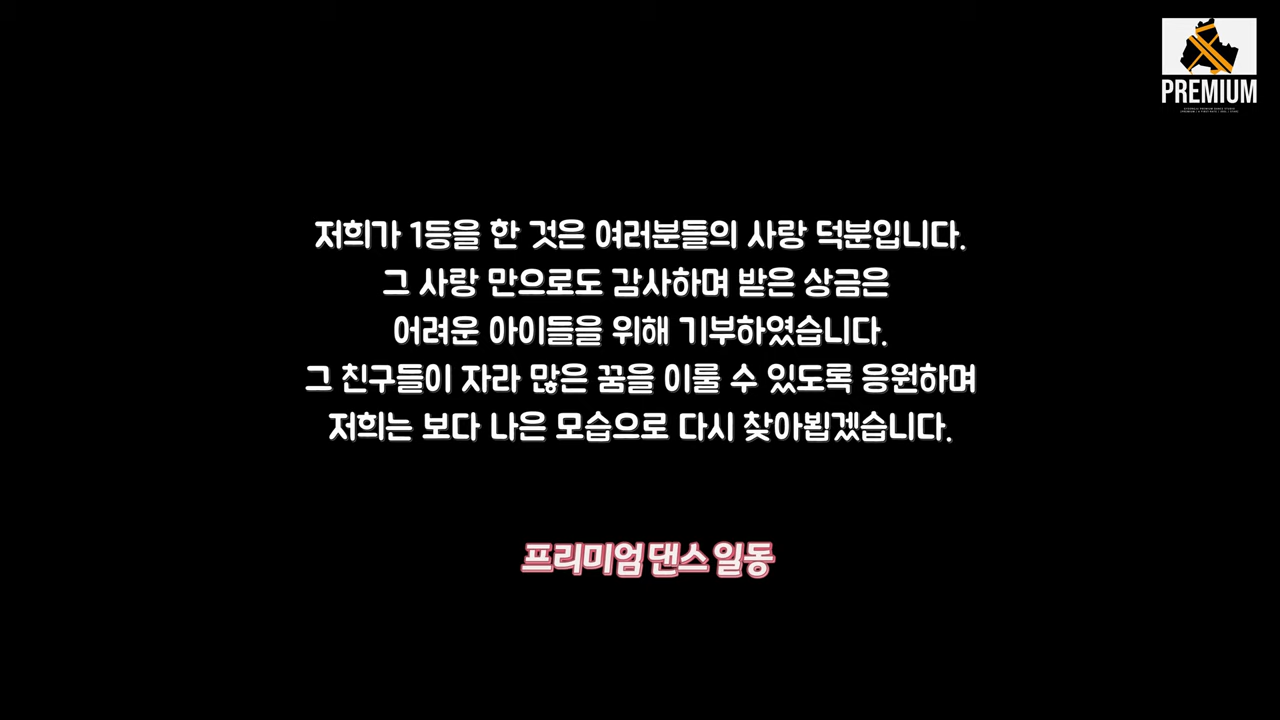 PREMIUM
저희가 1등을 한 것은 여러분들의 사랑 덕분입니다.
그 사랑 만으로도 감사하며 받은 상금은
어려운 아이들을 위해 기부하였습니다.
그 친구들이 자라 많은 꿈을 이룰 수 있도록 응원하며
저희는 보다 나은 모습으로 다시 찾아뵙겠습니다.
프리미엄 댄스 일동